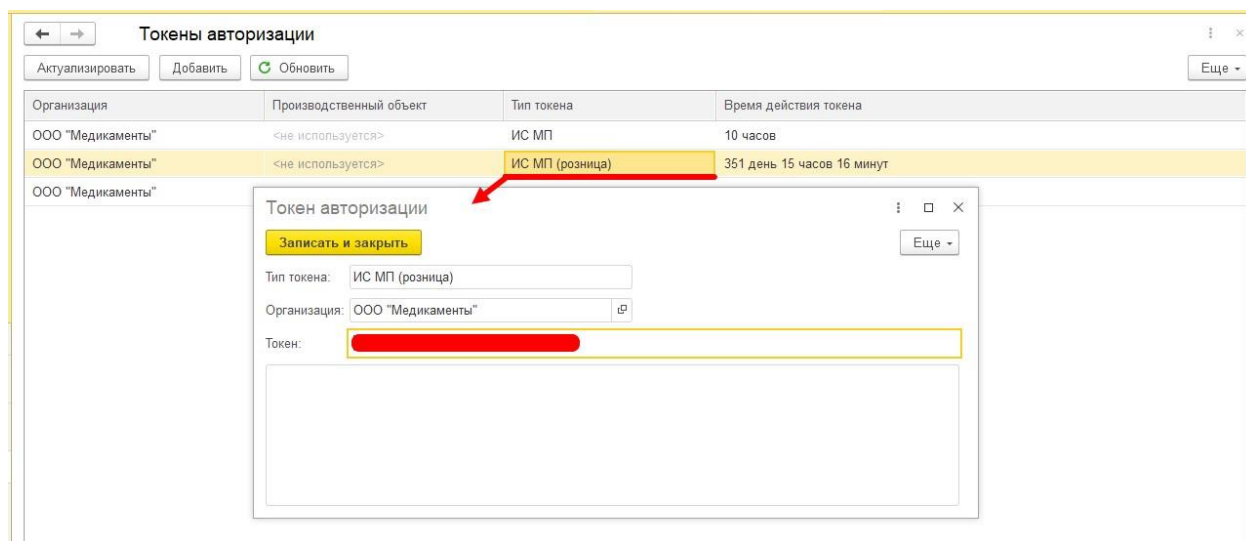 Токены авторизации
Актуализировать Добавить Обновить Еще
Организация Производственный объект Тип токена Время действия токена
ООО "Медикаменты" <не используется> ИС МП 10 часов
ООО "Медикаменты" <не используется> ИС МП (розница) 351 день 15 часов 16 минут
ООО "Медикаменты"
Токен авторизации
Записать и закрыть Еще
Тип токена: ИС МП (розница)
Организация: ООО "Медикаменты"
Токен: